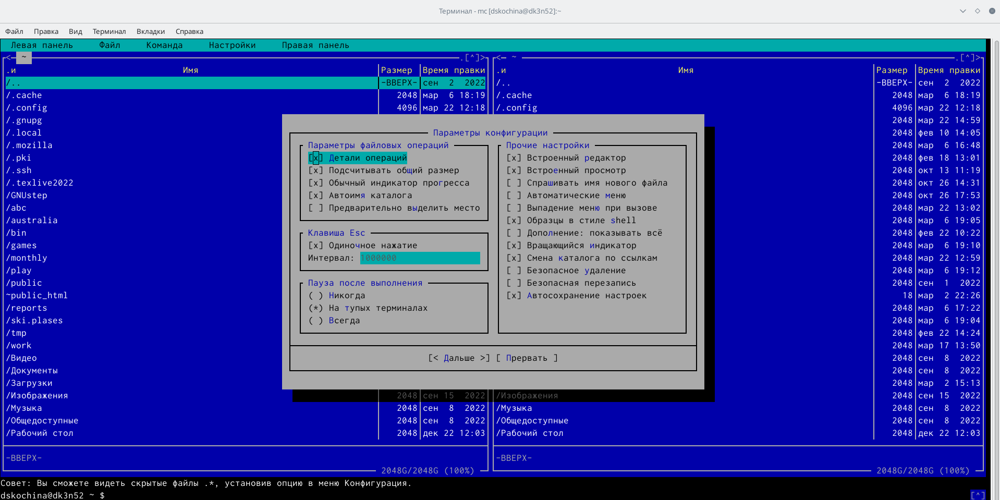 Терминал - mc [dskochina@dk3n52]:~
Файл Правка Вид Терминал Вкладки Справка
Левая панель Файл Команда Настройки Правая панель
<- ~ .[^]> <- ~ .[^]>
.и Имя Размер Время правки .и Имя Размер Время правки
/.. -ВВЕРХ- сен 2 2022 /.. -ВВЕРХ- сен 2 2022
/.cache 2048 мар 6 18:19 /.cache 2048 мар 6 18:19
/.config 4096 мар 22 12:18 /.config 4096 мар 22 12:18
/.gnupg 2048 мар 22 14:59
/.local Параметры конфигурации 2048 фев 10 14:05
/.mozilla Параметры файловых операций Прочие настройки 2048 мар 6 16:48
/.pki [x] Детали операций [x] Встроенный редактор 2048 фев 18 13:01
/.ssh [x] Подсчитывать общий размер [x] Встроенный просмотр 2048 окт 13 11:19
/.texlive2022 [x] Обычный индикатор прогресса [ ] Спрашивать имя нового файла 2048 окт 26 14:31
/GNUstep [x] Автоимя каталога [ ] Автоматические меню 2048 окт 26 17:53
/abc [ ] Предварительно выделить место [ ] Выпадение меню при вызове 2048 мар 22 13:02
/australia [x] Образцы в стиле shell 2048 мар 6 19:05
/bin Клавиша Esc [ ] Дополнение: показывать всё 2048 фев 22 10:22
/games [x] Одиночное нажатие [x] Вращающийся индикатор 2048 мар 6 19:10
/monthly Интервал: 1000000 [x] Смена каталога по ссылкам 2048 мар 22 12:59
/play [ ] Безопасное удаление 2048 мар 6 19:12
/public Пауза после выполнения [ ] Безопасная перезапись 2048 сен 1 2022
~public_html ( ) Никогда [x] Автосохранение настроек 18 мар 2 22:26
/reports (*) На тупых терминалах 2048 мар 6 17:22
/ski.plases ( ) Всегда 2048 мар 6 19:04
/tmp 2048 фев 22 14:24
/work 2048 мар 17 13:50
/Видео [< Дальше >] [ Прервать ] 2048 сен 8 2022
/Документы 2048 сен 8 2022
/Загрузки 2048 мар 2 15:13
/Изображения 2048 сен 15 2022 /Изображения 2048 сен 15 2022
/Музыка 2048 сен 8 2022 /Музыка 2048 сен 8 2022
/Общедоступные 2048 сен 8 2022 /Общедоступные 2048 сен 8 2022
/Рабочий стол 2048 дек 22 12:03 /Рабочий стол 2048 дек 22 12:03
-ВВЕРХ- -ВВЕРХ-
2048G/2048G (100%) 2048G/2048G (100%)
Совет: Вы сможете видеть скрытые файлы .*, установив опцию в меню Конфигурация.
dskochina@dk3n52 ~ $ [^]